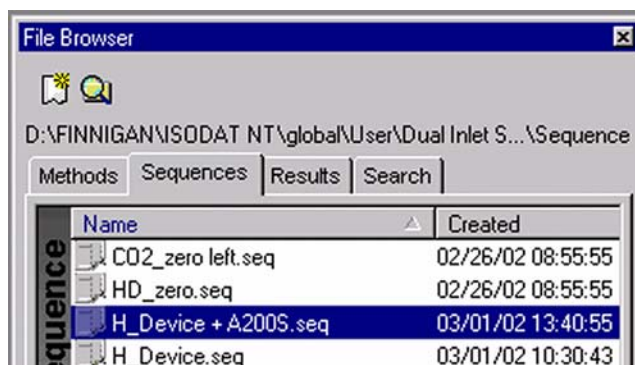 File Browser
D:\FINNIGAN\ISODAT NT\global\User\Dual Inlet S...\Sequence
Methods Sequences Results Search
Name Created
CO2_zero left.seq 02/26/02 08:55:55
HD_zero.seq 02/26/02 08:55:55
H_Device + A200S.seq 03/01/02 13:40:55
H_Device.seq 03/01/02 10:30:43